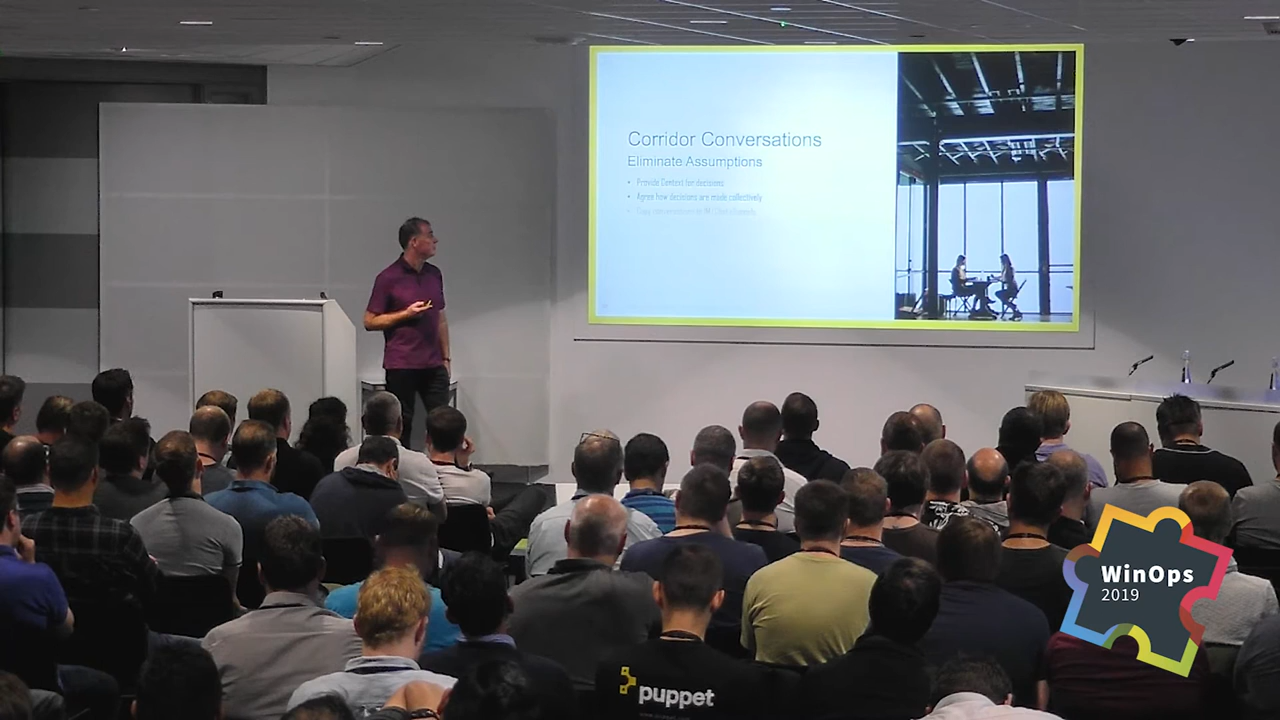 Corridor Conversations
Eliminate Assumptions
• Provide Context for decisions
• Agree how decisions are made collectively
WinOps
2019
puppet